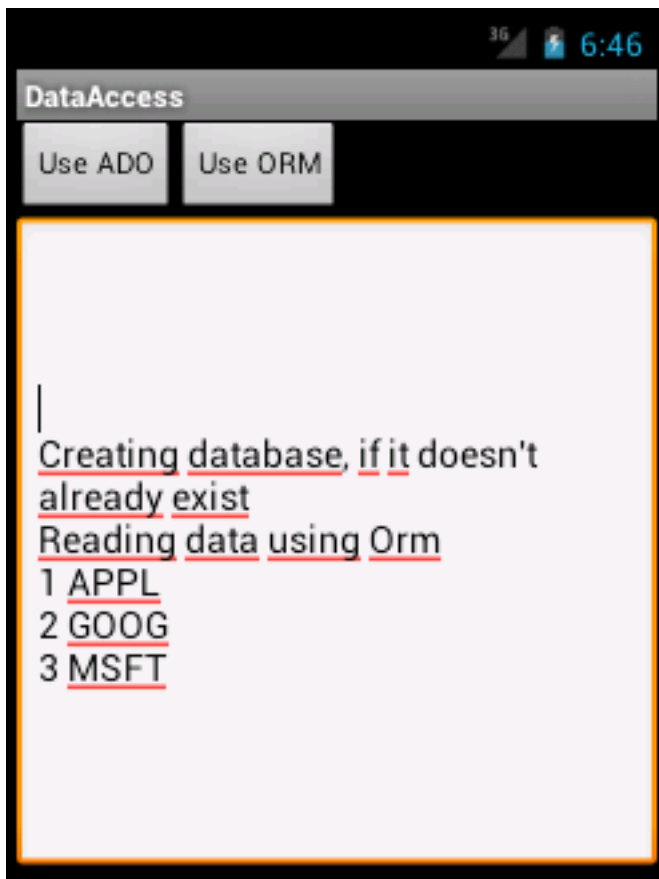 3G 6:46
DataAccess
Use ADO Use ORM
Creating database, if it doesn't
already exist
Reading data using Orm
1 APPL
2 GOOG
3 MSFT